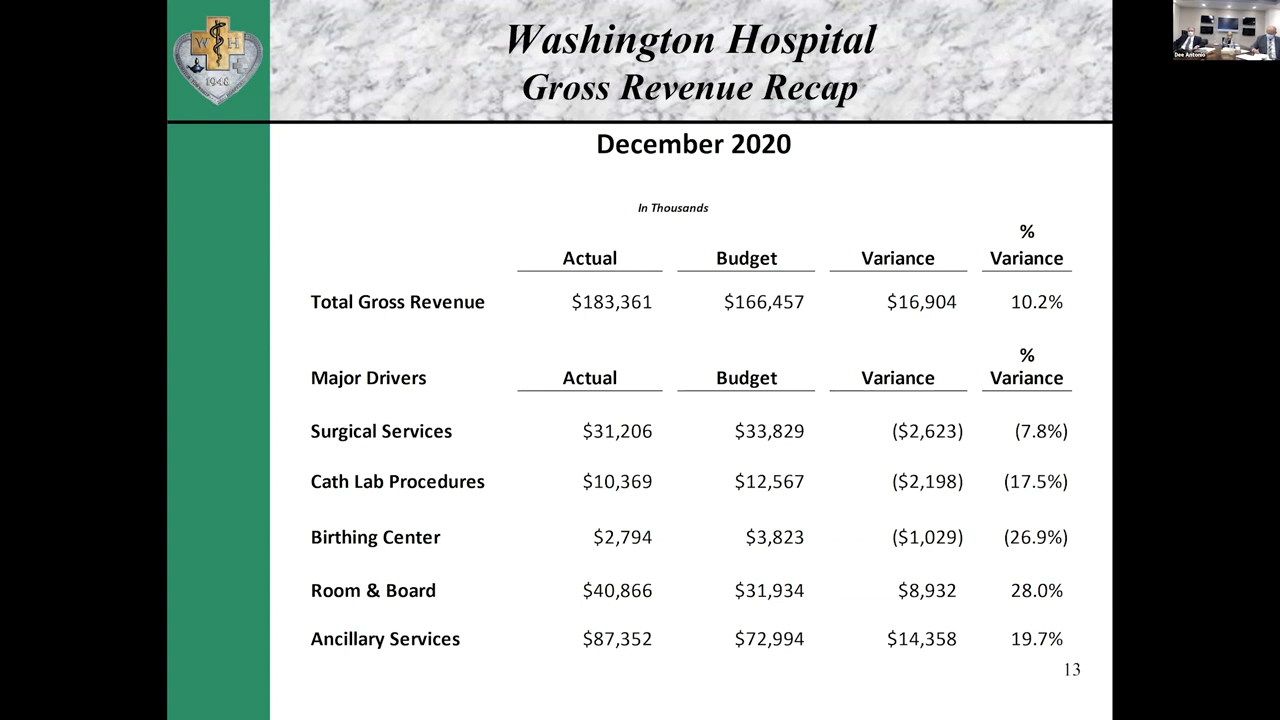 W H
1948
Washington Hospital
Gross Revenue Recap
Dee Antonio
December 2020
In Thousands
Actual Budget Variance % Variance
Total Gross Revenue $183,361 $166,457 $16,904 10.2%
Major Drivers Actual Budget Variance % Variance
Surgical Services $31,206 $33,829 ($2,623) (7.8%)
Cath Lab Procedures $10,369 $12,567 ($2,198) (17.5%)
Birthing Center $2,794 $3,823 ($1,029) (26.9%)
Room & Board $40,866 $31,934 $8,932 28.0%
Ancillary Services $87,352 $72,994 $14,358 19.7%
13